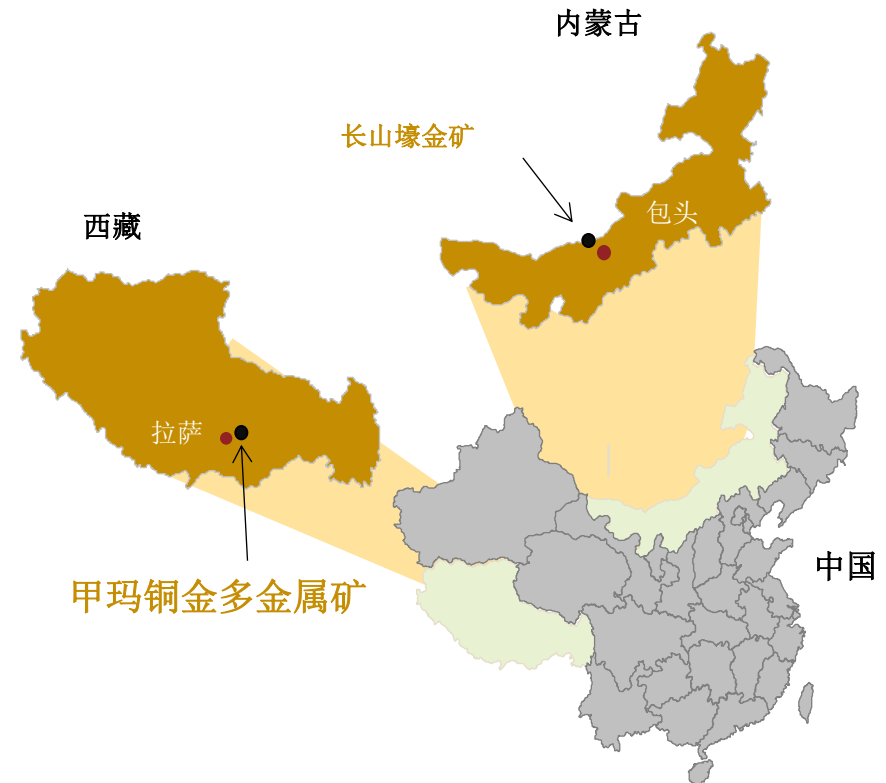 内蒙古
长山壕金矿
包头
西藏
拉萨
甲玛铜金多金属矿
中国